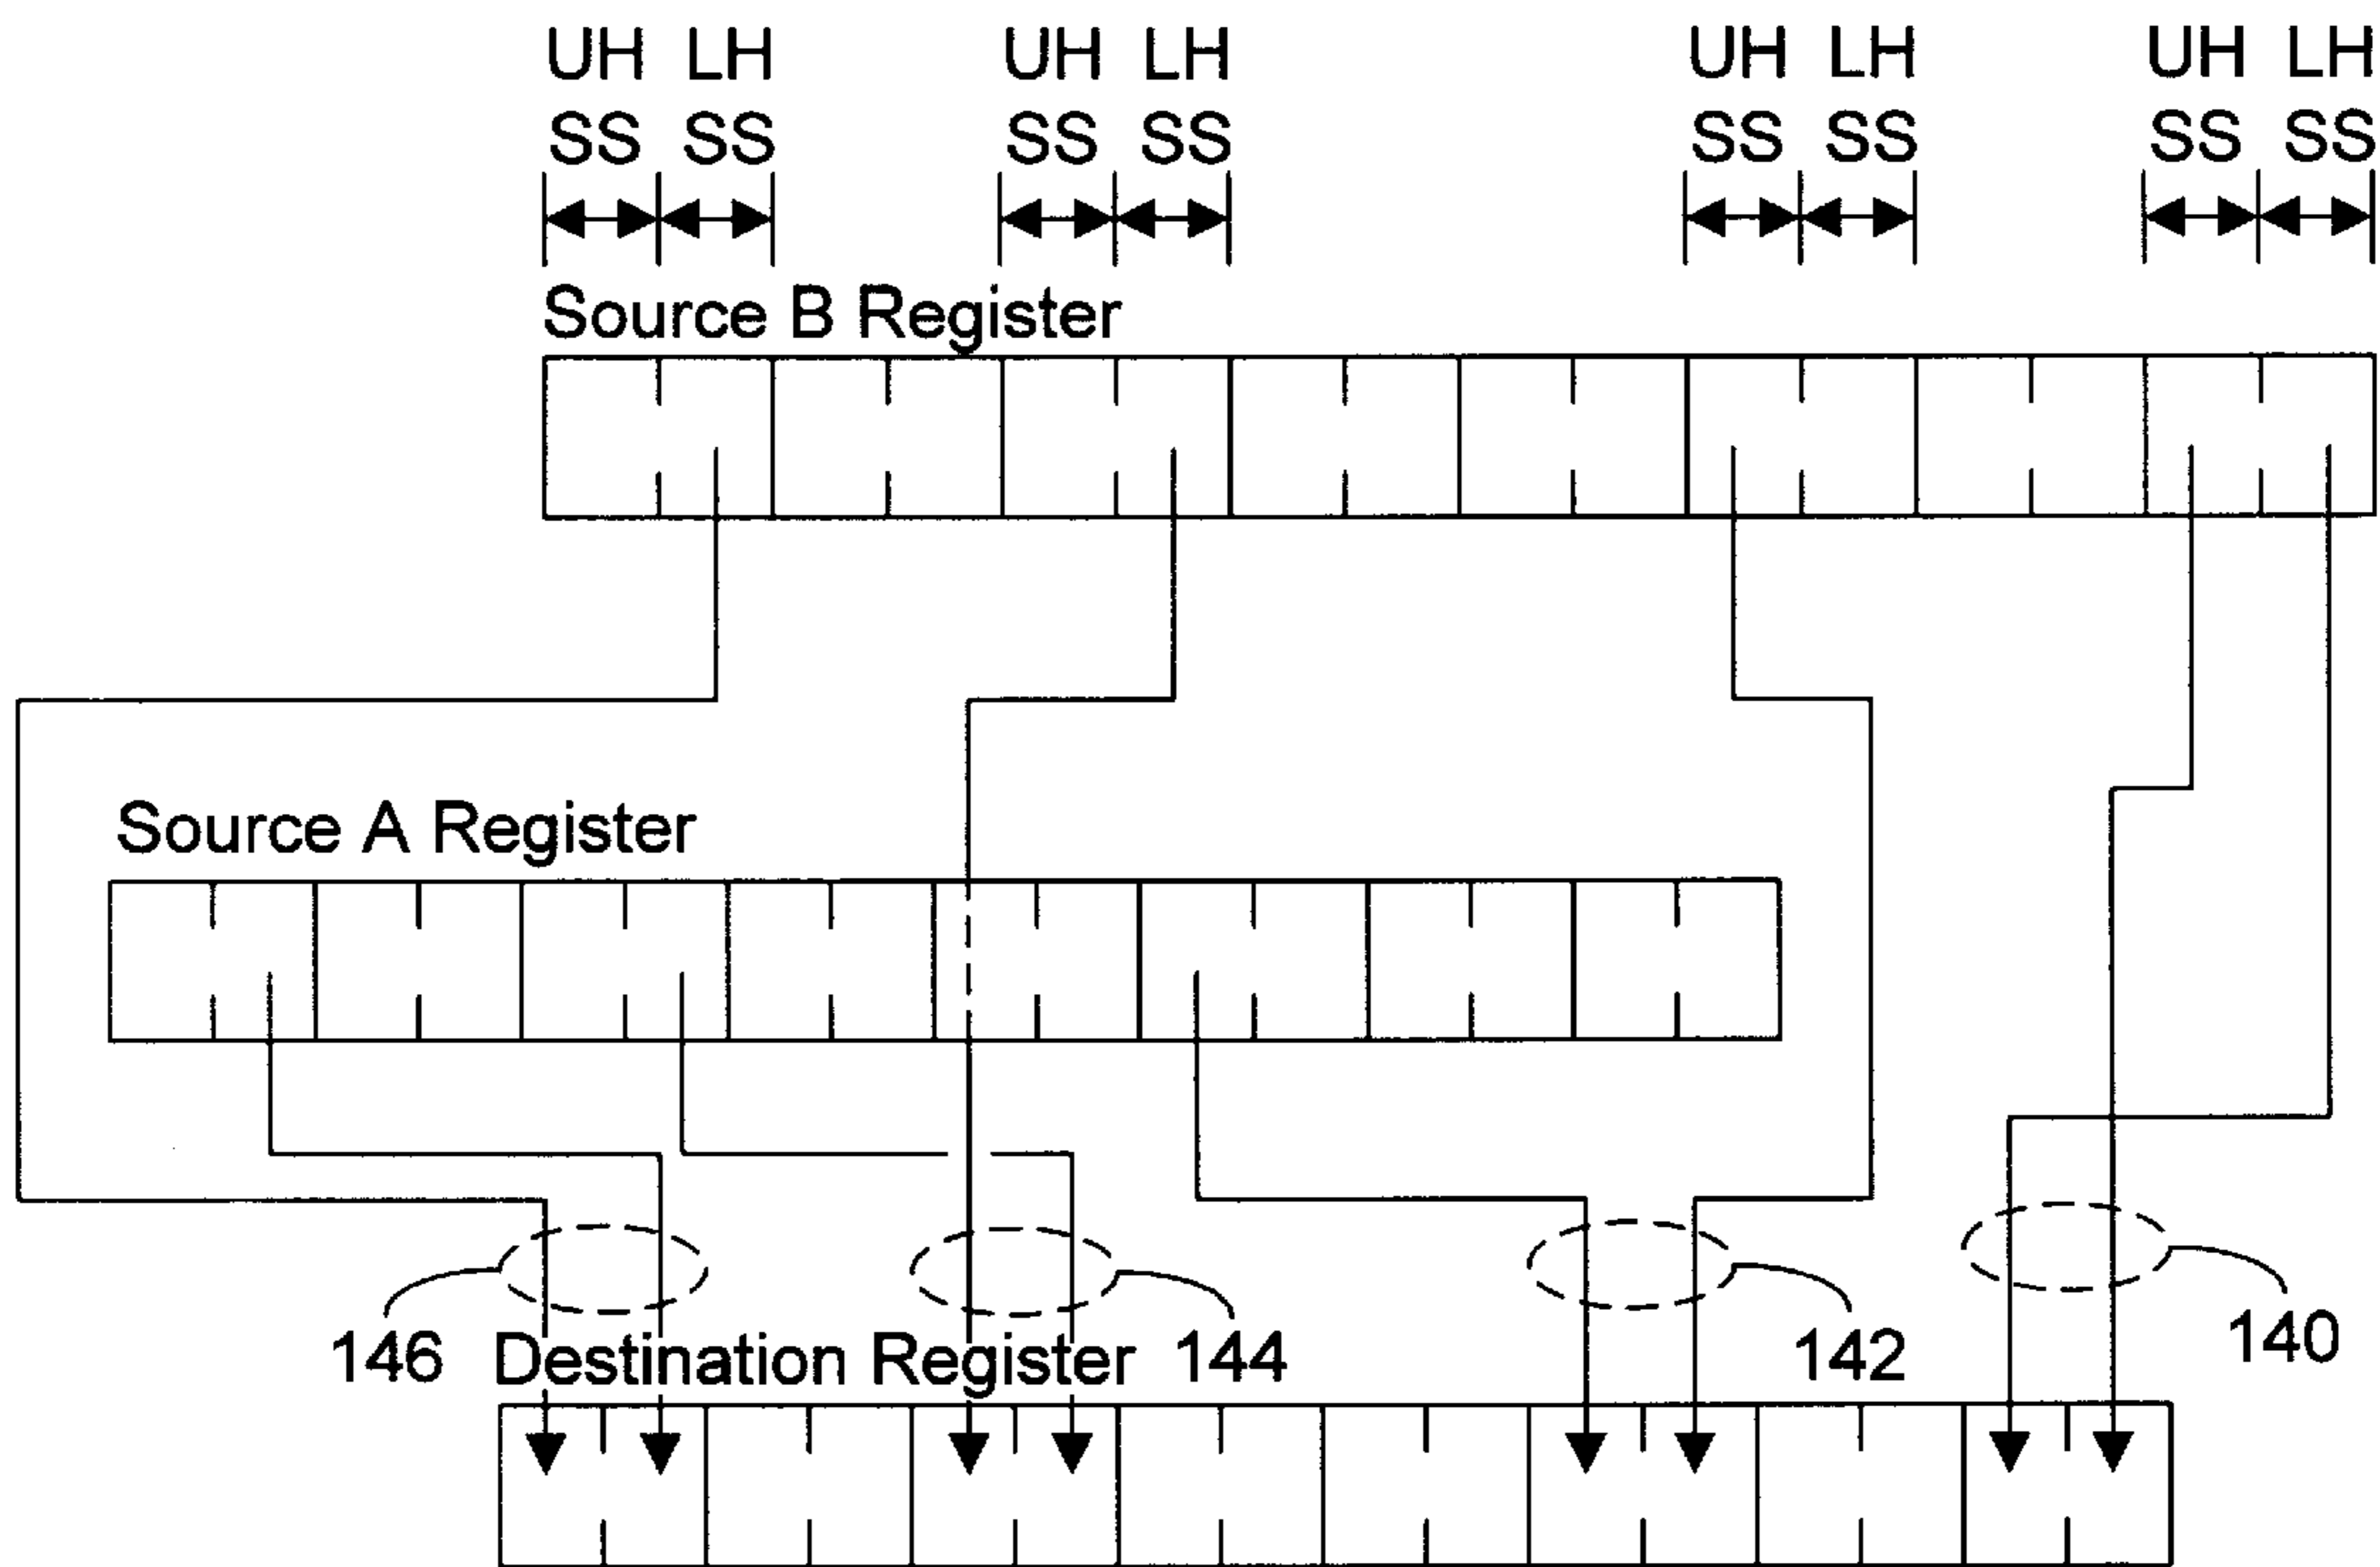 UH LH UH LH UH LH UH LH
SS SS SS SS SS SS SS SS
Source B Register
Source A Register
146 Destination Register 144 142 140